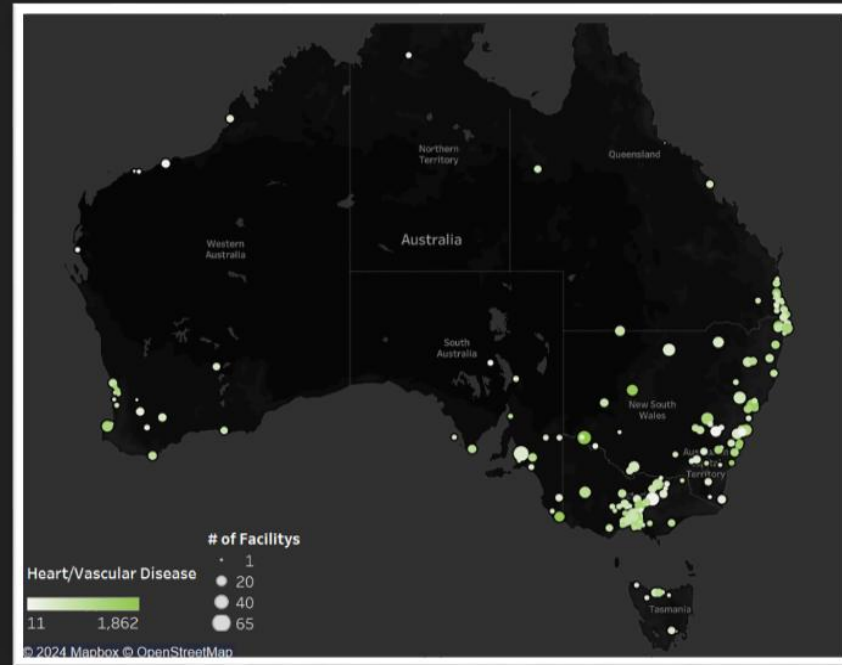 Northern
Territory
Queensland
Australia
Western
Australia
South
Australia
New South
Wales
Tasmania
# of Facilitys
1
20
40
65
Heart/Vascular Disease
11 1,862
© 2024 Mapbox © OpenStreetMap